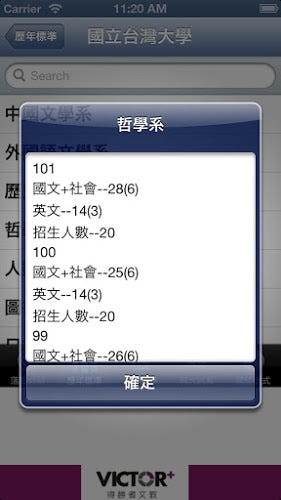 Carrier 11:20 AM
歷年標準 國立台灣大學
Search
中國文學系
外國語文學系
歷
哲
人
圖
哲學系
101
國文+社會--28(6)
英文--14(3)
招生人數--20
100
國文+社會--25(6)
英文--14(3)
招生人數--20
99
國文+社會--26(6)
確定
歷年標準
VICTOR+
得勝者文教